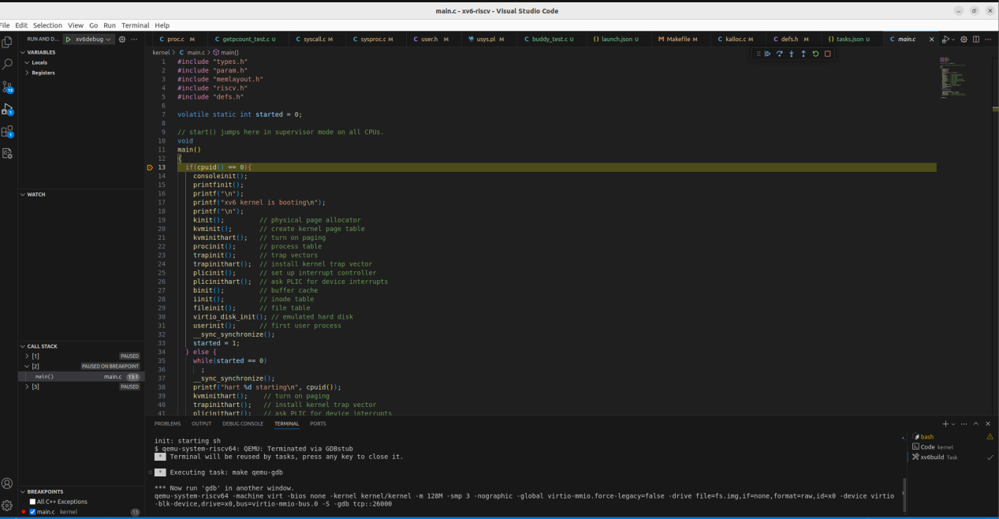 main.c - xv6-riscv - Visual Studio Code
File Edit Selection View Go Run Terminal Help
RUN AND D... xv6debug
proc.c M getpcount_test.c U syscall.c M sysproc.c M user.h M usys.pl M buddy_test.c U launch.json U Makefile M kalloc.c M defs.h M tasks.json U main.c
VARIABLES
Locals
Registers
WATCH
CALL STACK
[1] PAUSED
[2] PAUSED ON BREAKPOINT
main() main.c 13:1
[3] PAUSED
BREAKPOINTS
All C++ Exceptions
main.c kernel 13
kernel > C main.c > main()
1 #include "types.h"
2 #include "param.h"
3 #include "memlayout.h"
4 #include "riscv.h"
5 #include "defs.h"
6
7 volatile static int started = 0;
8
9 // start() jumps here in supervisor mode on all CPUs.
10 void
11 main()
12 {
13 if(cpuid() == 0){
14 consoleinit();
15 printfinit();
16 printf("\n");
17 printf("xv6 kernel is booting\n");
18 printf("\n");
19 kinit(); // physical page allocator
20 kvminit(); // create kernel page table
21 kvminithart(); // turn on paging
22 procinit(); // process table
23 trapinit(); // trap vectors
24 trapinithart(); // install kernel trap vector
25 plicinit(); // set up interrupt controller
26 plicinithart(); // ask PLIC for device interrupts
27 binit(); // buffer cache
28 iinit(); // inode table
29 fileinit(); // file table
30 virtio_disk_init(); // emulated hard disk
31 userinit(); // first user process
32 __sync_synchronize();
33 started = 1;
34 } else {
35 while(started == 0)
36 ;
37 __sync_synchronize();
38 printf("hart %d starting\n", cpuid());
39 kvminithart(); // turn on paging
40 trapinithart(); // install kernel trap vector
41 plicinithart(); // ask PLIC for device interrupts
PROBLEMS OUTPUT DEBUG CONSOLE TERMINAL PORTS
init: starting sh
$ qemu-system-riscv64: QEMU: Terminated via GDBstub
* Terminal will be reused by tasks, press any key to close it.
* Executing task: make qemu-gdb
*** Now run 'gdb' in another window.
qemu-system-riscv64 -machine virt -bios none -kernel kernel/kernel -m 128M -smp 3 -nographic -global virtio-mmio.force-legacy=false -drive file=fs.img,if=none,format=raw,id=x0 -device virtio
-blk-device,drive=x0,bus=virtio-mmio-bus.0 -S -gdb tcp::26000
bash
Code kernel
xv6build Task